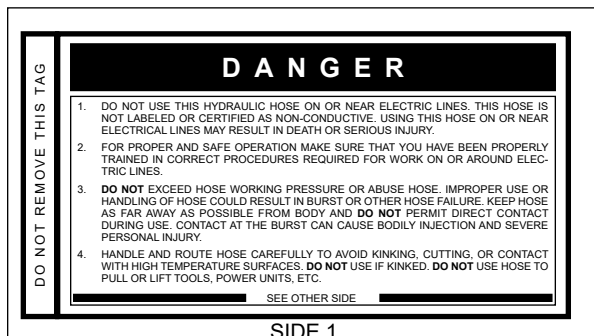 DO NOT REMOVE THIS TAG
DANGER
1. DO NOT USE THIS HYDRAULIC HOSE ON OR NEAR ELECTRIC LINES. THIS HOSE IS
NOT LABELED OR CERTIFIED AS NON-CONDUCTIVE. USING THIS HOSE ON OR NEAR
ELECTRICAL LINES MAY RESULT IN DEATH OR SERIOUS INJURY.
2. FOR PROPER AND SAFE OPERATION MAKE SURE THAT YOU HAVE BEEN PROPERLY
TRAINED IN CORRECT PROCEDURES REQUIRED FOR WORK ON OR AROUND ELEC-
TRIC LINES.
3. DO NOT EXCEED HOSE WORKING PRESSURE OR ABUSE HOSE. IMPROPER USE OR
HANDLING OF HOSE COULD RESULT IN BURST OR OTHER HOSE FAILURE. KEEP HOSE
AS FAR AWAY AS POSSIBLE FROM BODY AND DO NOT PERMIT DIRECT CONTACT
DURING USE. CONTACT AT THE BURST CAN CAUSE BODILY INJECTION AND SEVERE
PERSONAL INJURY.
4. HANDLE AND ROUTE HOSE CAREFULLY TO AVOID KINKING, CUTTING, OR CONTACT
WITH HIGH TEMPERATURE SURFACES. DO NOT USE IF KINKED. DO NOT USE HOSE TO
PULL OR LIFT TOOLS, POWER UNITS, ETC.
SEE OTHER SIDE
SIDE 1